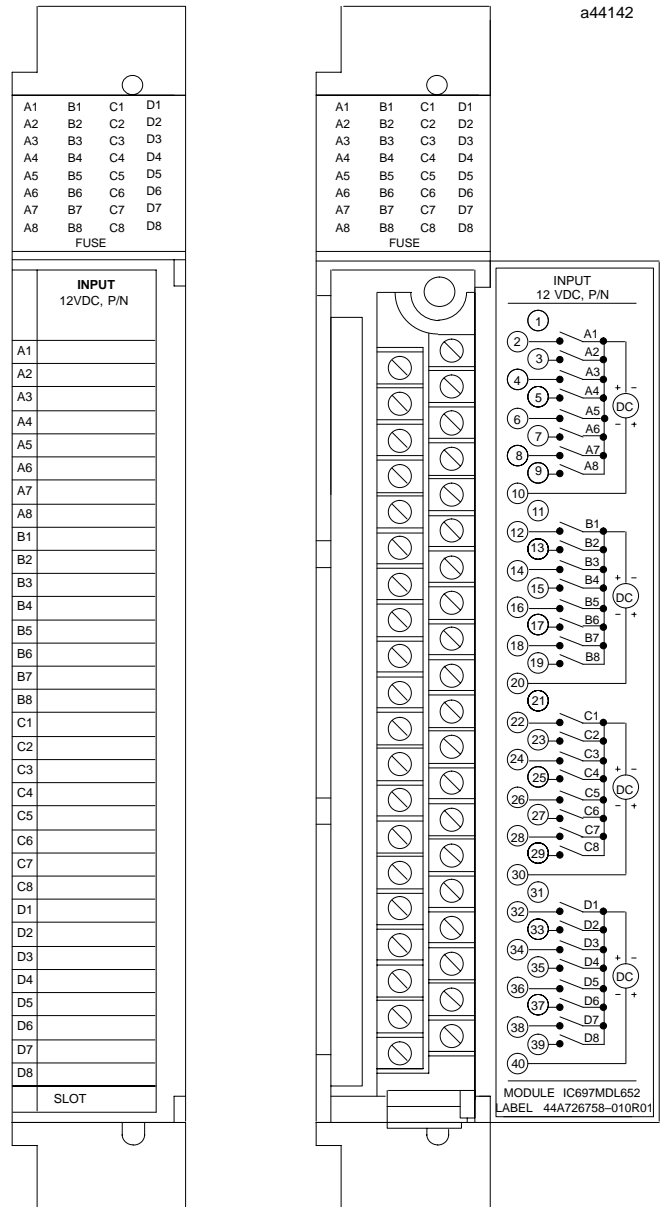 a44142
A1 B1 C1 D1
A2 B2 C2 D2
A3 B3 C3 D3
A4 B4 C4 D4
A5 B5 C5 D5
A6 B6 C6 D6
A7 B7 C7 D7
A8 B8 C8 D8
FUSE
INPUT
12VDC, P/N
A1
A2
A3
A4
A5
A6
A7
A8
B1
B2
B3
B4
B5
B6
B7
B8
C1
C2
C3
C4
C5
C6
C7
C8
D1
D2
D3
D4
D5
D6
D7
D8
SLOT
A1 B1 C1 D1
A2 B2 C2 D2
A3 B3 C3 D3
A4 B4 C4 D4
A5 B5 C5 D5
A6 B6 C6 D6
A7 B7 C7 D7
A8 B8 C8 D8
FUSE
INPUT
12 VDC, P/N
1
2 A1
3 A2
4 A3
5 A4
+ −
DC
− +
6 A5
7 A6
8 A7
9 A8
10
11
12 B1
13 B2
14 B3
15 B4
+ −
DC
− +
16 B5
17 B6
18 B7
19 B8
20
21
22 C1
23 C2
24 C3
25 C4
+ −
DC
− +
26 C5
27 C6
28 C7
29 C8
30
31
32 D1
33 D2
34 D3
35 D4
+ −
DC
− +
36 D5
37 D6
38 D7
39 D8
40
MODULE IC697MDL652
LABEL 44A726758–010R01